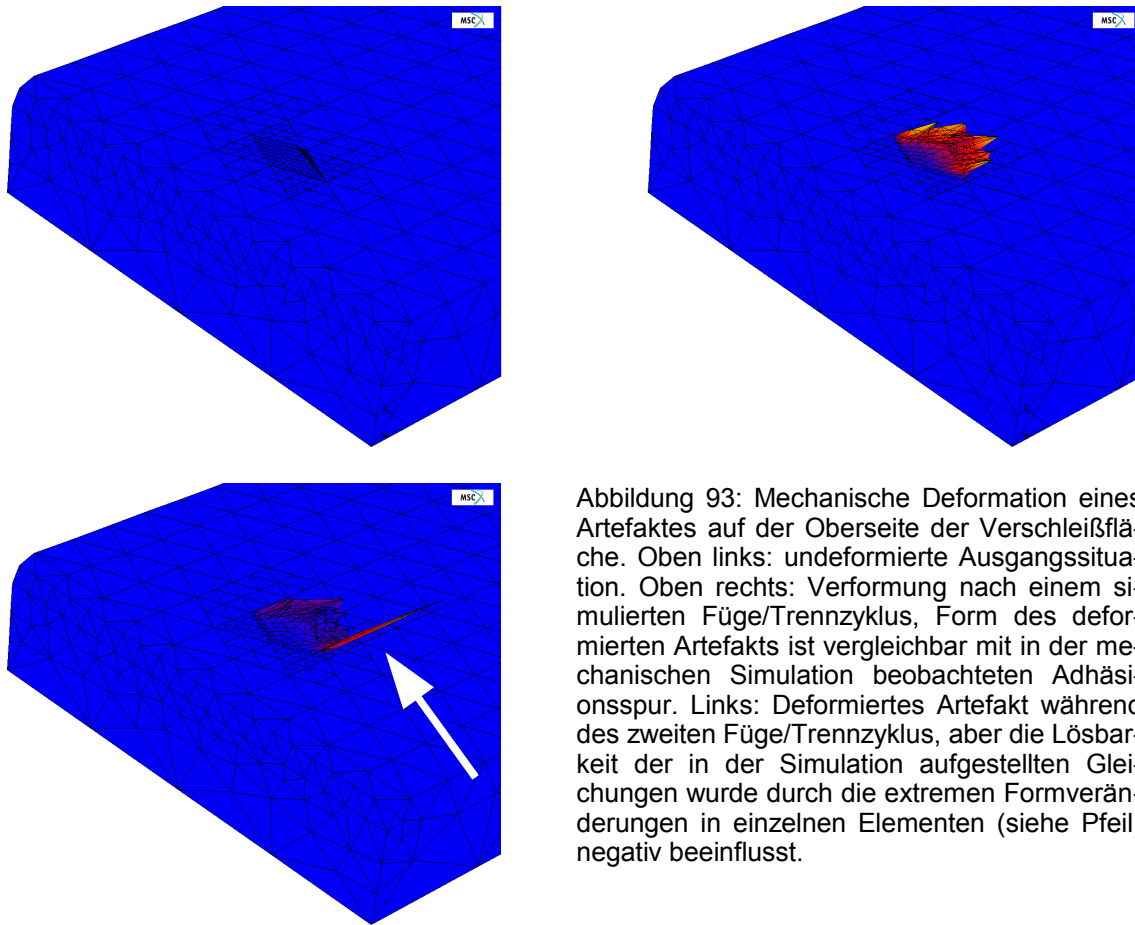 MSC
MSC
MSC
Abbildung 93: Mechanische Deformation eines
Artefaktes auf der Oberseite der Verschleißflä-
che. Oben links: undeformierte Ausgangssitua-
tion. Oben rechts: Verformung nach einem si-
mulierten Füge/Trennzyklus, Form des defor-
mierten Artefakts ist vergleichbar mit in der me-
chanischen Simulation beobachteten Adhäsi-
onsspur. Links: Deformiertes Artefakt während
des zweiten Füge/Trennzyklus, aber die Lösbar-
keit der in der Simulation aufgestellten Glei-
chungen wurde durch die extremen Formverän-
derungen in einzelnen Elementen (siehe Pfeil)
negativ beeinflusst.